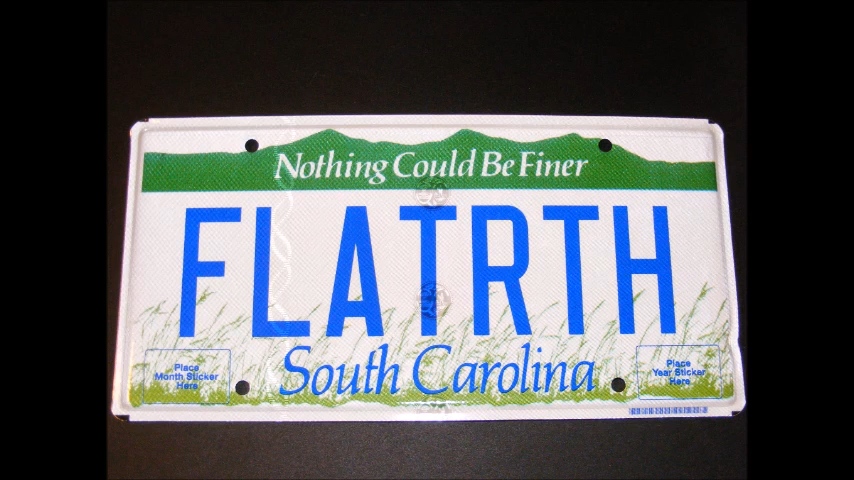 Nothing Could Be Finer
FLATRTH
South Carolina
Place
Month Sticker
Here
Place
Year Sticker
Here